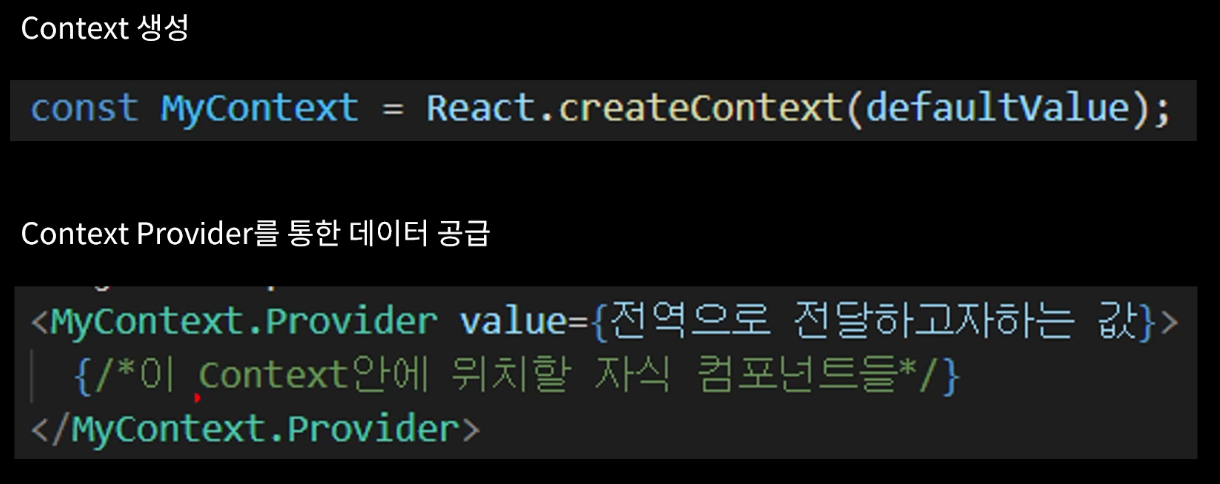 Context 생성
const MyContext = React.createContext(defaultValue);
Context Provider를 통한 데이터 공급
<MyContext.Provider value={전역으로 전달하고자하는 값}>
{/*이 Context안에 위치할 자식 컴포넌트들*/}
</MyContext.Provider>